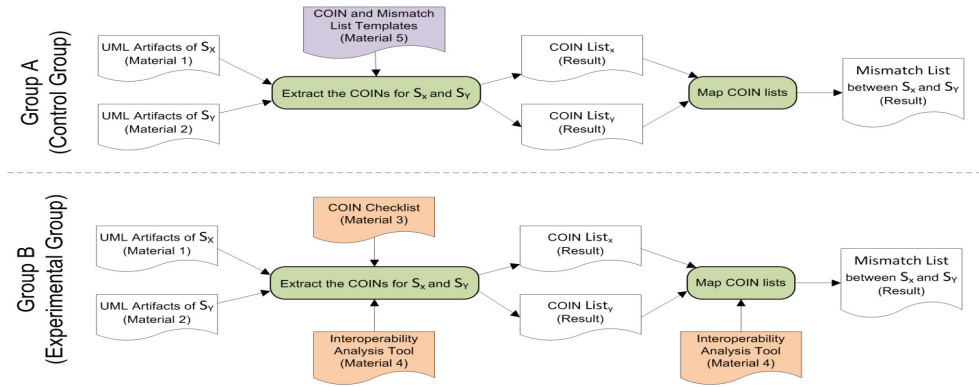 Group A
(Control Group)
COIN and Mismatch
List Templates
(Material 5)
UML Artifacts of Sx
(Material 1)
UML Artifacts of SY
(Material 2)
Extract the COINs for Sx and SY
COIN Listx
(Result)
COIN Listy
(Result)
Map COIN lists
Mismatch List
between Sx and SY
(Result)
Group B
(Experimental Group)
COIN Checklist
(Material 3)
UML Artifacts of Sx
(Material 1)
UML Artifacts of SY
(Material 2)
Extract the COINs for Sx and SY
Interoperability
Analysis Tool
(Material 4)
COIN Listx
(Result)
COIN Listy
(Result)
Map COIN lists
Interoperability
Analysis Tool
(Material 4)
Mismatch List
between Sx and SY
(Result)